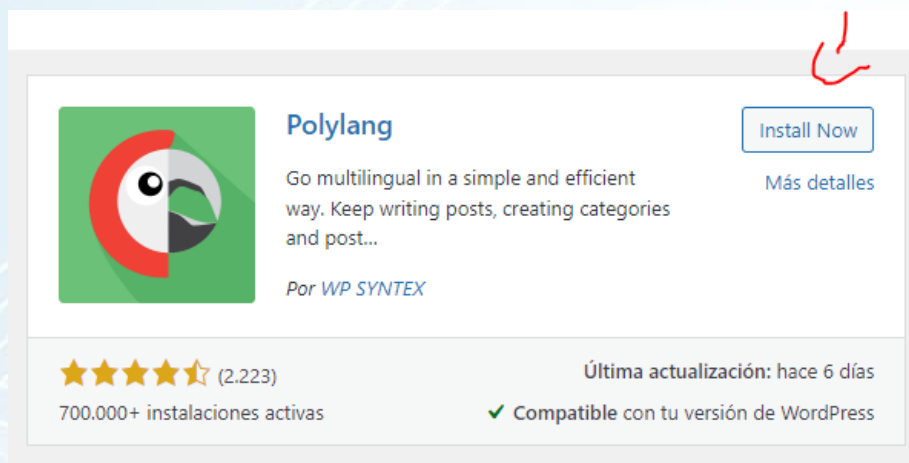 Polylang
Install Now
Go multilingual in a simple and efficient
way. Keep writing posts, creating categories
and post...
Más detalles
Por WP SYNTEX
(2.223)
Última actualización: hace 6 días
700.000+ instalaciones activas
✔ Compatible con tu versión de WordPress